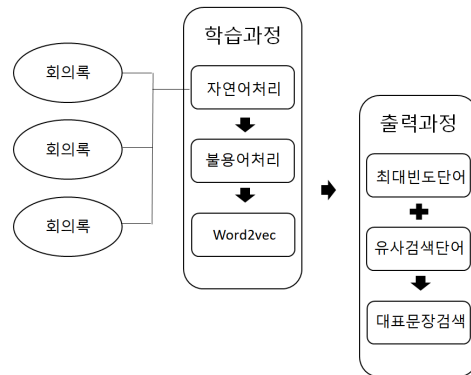 회의록
회의록
회의록
학습과정
자연어처리
불용어처리
Word2vec
출력과정
최대빈도단어
유사검색단어
대표문장검색